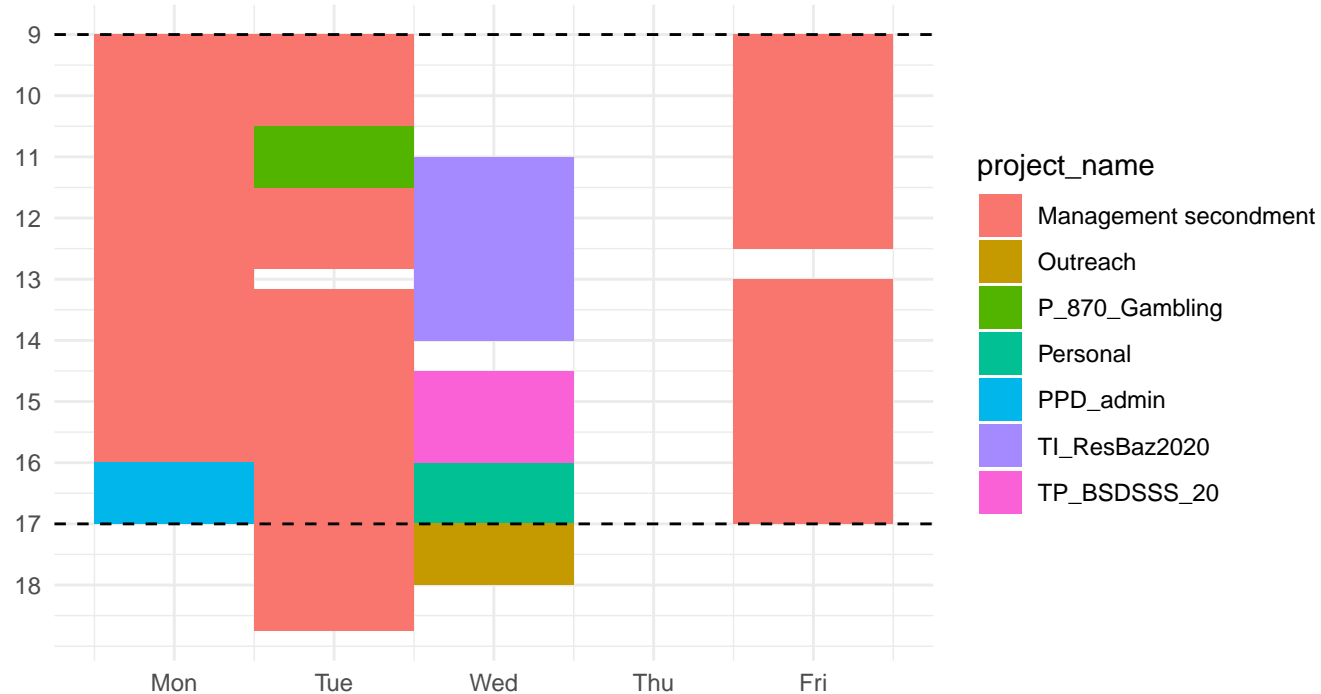 9
10
11
12
13
14
15
16
17
18
Mon Tue Wed Thu Fri
project_name
Management secondment
Outreach
P_870_Gambling
Personal
PPD_admin
TI_ResBaz2020
TP_BSDSSS_20